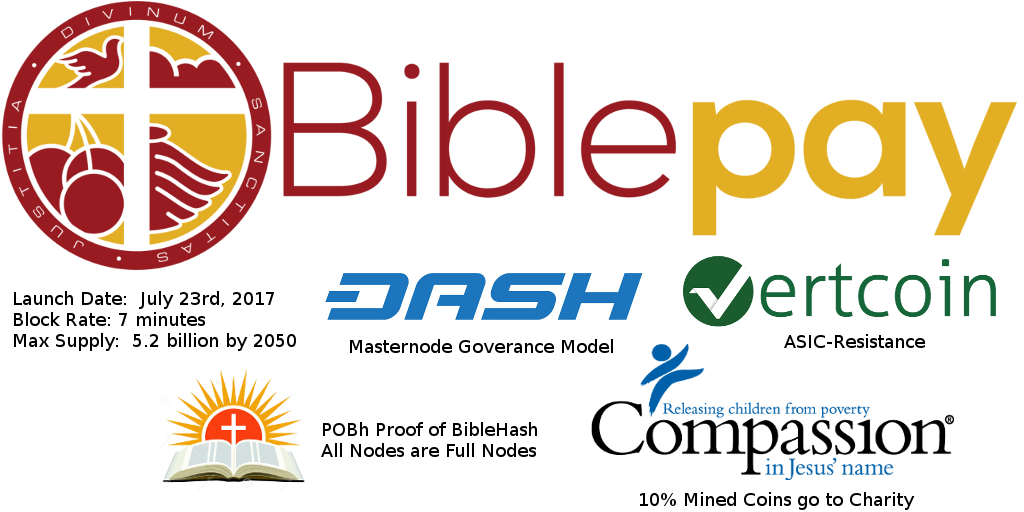 JUSTITIA · DIVINUM · SANCTITAS ·
Biblepay
Launch Date: July 23rd, 2017
Block Rate: 7 minutes
Max Supply: 5.2 billion by 2050
DASH
Masternode Goverance Model
Vertcoin
ASIC-Resistance
POBh Proof of BibleHash
All Nodes are Full Nodes
Releasing children from poverty
Compassion®
in Jesus' name
10% Mined Coins go to Charity